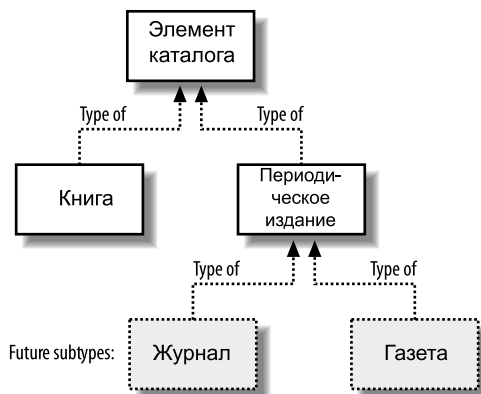 Элемент
каталога
Type of
Type of
Книга
Периоди-
ческое
издание
Type of
Type of
Future subtypes:
Журнал
Газета